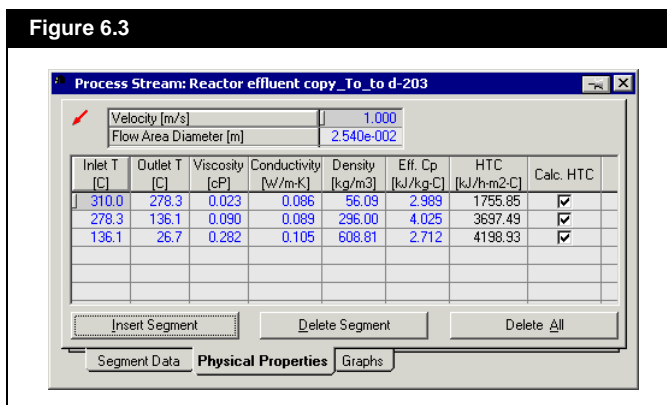 Figure 6.3
Process Stream: Reactor effluent copy_To_to d-203
Velocity [m/s] 1.000
Flow Area Diameter [m] 2.540e-002
Inlet T [C] Outlet T [C] Viscosity [cP] Conductivity [W/m-K] Density [kg/m3] Eff. Cp [kJ/kg-C] HTC [kJ/h-m2-C] Calc. HTC
310.0 278.3 0.023 0.086 56.09 2.989 1755.85
278.3 136.1 0.090 0.089 296.00 4.025 3697.49
136.1 26.7 0.282 0.105 608.81 2.712 4198.93
Insert Segment Delete Segment Delete All
Segment Data Physical Properties Graphs